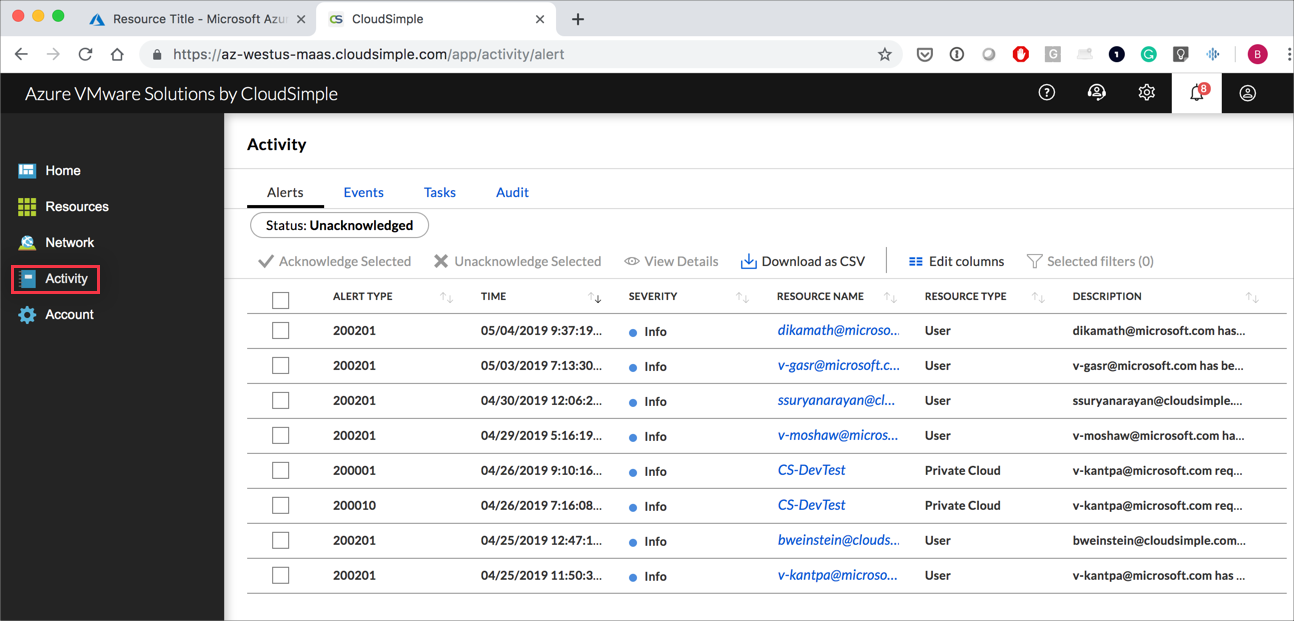 Resource Title - Microsoft Azu
CS CloudSimple
https://az-westus-maas.cloudsimple.com/app/activity/alert
G
1
G
B
Azure VMware Solutions by CloudSimple
?
8
Home
Resources
Network
Activity
Account
Activity
Alerts Events Tasks Audit
Status: Unacknowledged
Acknowledge Selected Unacknowledge Selected View Details Download as CSV Edit columns Selected filters (0)
ALERT TYPE TIME SEVERITY RESOURCE NAME RESOURCE TYPE DESCRIPTION
200201 05/04/2019 9:37:19... Info dikamath@microso... User dikamath@microsoft.com has...
200201 05/03/2019 7:13:30... Info v-gasr@microsoft.c... User v-gasr@microsoft.com has be...
200201 04/30/2019 12:06:2... Info ssuryanarayan@cl... User ssuryanarayan@cloudsimple....
200201 04/29/2019 5:16:19... Info v-moshaw@micros... User v-moshaw@microsoft.com ha...
200001 04/26/2019 9:10:16... Info CS-DevTest Private Cloud v-kantpa@microsoft.com req...
200010 04/26/2019 7:16:08... Info CS-DevTest Private Cloud v-kantpa@microsoft.com req...
200201 04/25/2019 12:47:1... Info bweinstein@clouds... User bweinstein@cloudsimple.com...
200201 04/25/2019 11:50:3... Info v-kantpa@microso... User v-kantpa@microsoft.com has ...